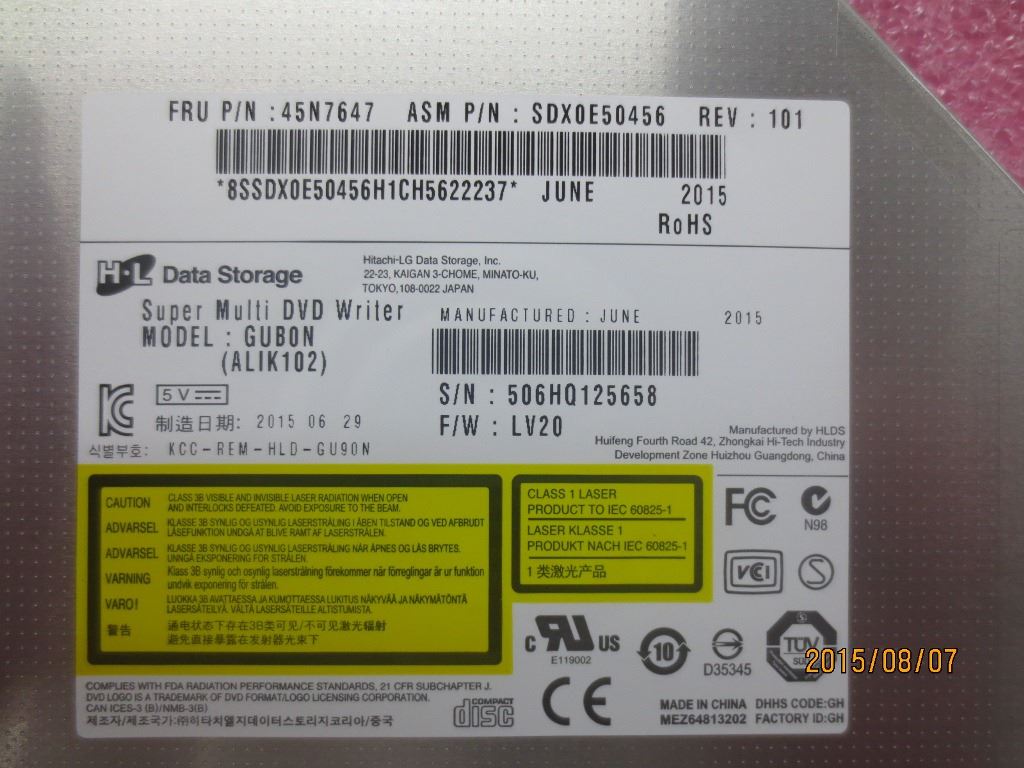 FRU P/N :45N7647 ASM P/N : SDX0E50456 REV : 101
*8SSDX0E50456H1CH5622237* JUNE 2015
RoHS
H·L Data Storage
Hitachi-LG Data Storage, Inc.
22-23, KAIGAN 3-CHOME, MINATO-KU,
TOKYO,108-0022 JAPAN
Super Multi DVD Writer
MODEL : GUB0N
(ALIK102)
MANUFACTURED : JUNE 2015
S/N : 506HQ125658
F/W : LV20
5 V
制造日期: 2015 06 29
식별부호: KCC-REM-HLD-GU90N
Manufactured by HLDS
Huifeng Fourth Road 42, Zhongkai Hi-Tech Industry
Development Zone Huizhou Guangdong, China
CAUTION CLASS 3B VISIBLE AND INVISIBLE LASER RADIATION WHEN OPEN
AND INTERLOCKS DEFEATED. AVOID EXPOSURE TO THE BEAM.
ADVARSEL KLASSE 3B SYNLIG OG USYNLIG LASERSTRÅLING I ÅBEN TILSTAND OG VED AFBRUDT
LÅSEFUNKTION UNDGÅ AT BLIVE RAMT AF LASERSTRÅLEN.
ADVARSEL KLASSE 3B SYNLIG OG USYNLIG LASERSTRÅLING NÅR ÅPNES OG LÅS BRYTES.
UNNGÅ EKSPONERING FOR STRÅLEN.
VARNING Klass 3B synlig och osynlig laserstrålning förekommer när förreglingar är ur funktion
undvik exponering för strålen.
VARO! LUOKKA 3B AVATTAESSA JA KUMOTTAESSA LUKITUS NÄKYVÄÄ JA NÄKYMÄTÖNTÄ
LASERSÄTEILYÄ. VÄLTÄ LASERSÄTEILLE ALTISTUMISTA.
警告 通电状态下存在3B类可见/不可见激光辐射
避免直接暴露在发射器光束下
CLASS 1 LASER
PRODUCT TO IEC 60825-1
LASER KLASSE 1
PRODUKT NACH IEC 60825-1
1 类激光产品
FC
N98
VCI
S
c RU US
E119002
10
D35345
TÜV
SÜD
2015/08/07
COMPLIES WITH FDA RADIATION PERFORMANCE STANDARDS, 21 CFR SUBCHAPTER J.
DVD LOGO IS A TRADEMARK OF DVD FORMAT/LOGO LICENSING CORPORATION.
CAN ICES-3 (B)/NMB-3(B)
제조자/제조국가:㈜히타치엘지데이터스토리지코리아/중국
COMPACT
disc
CE
MADE IN CHINA DHHS CODE:GH
MEZ64813202 FACTORY ID:GH